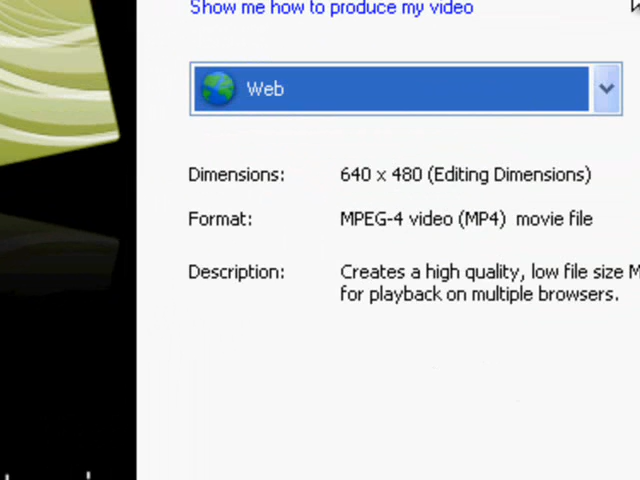 Show me how to produce my video
Web
Dimensions: 640 x 480 (Editing Dimensions)
Format: MPEG-4 video (MP4) movie file
Description: Creates a high quality, low file size M
for playback on multiple browsers.